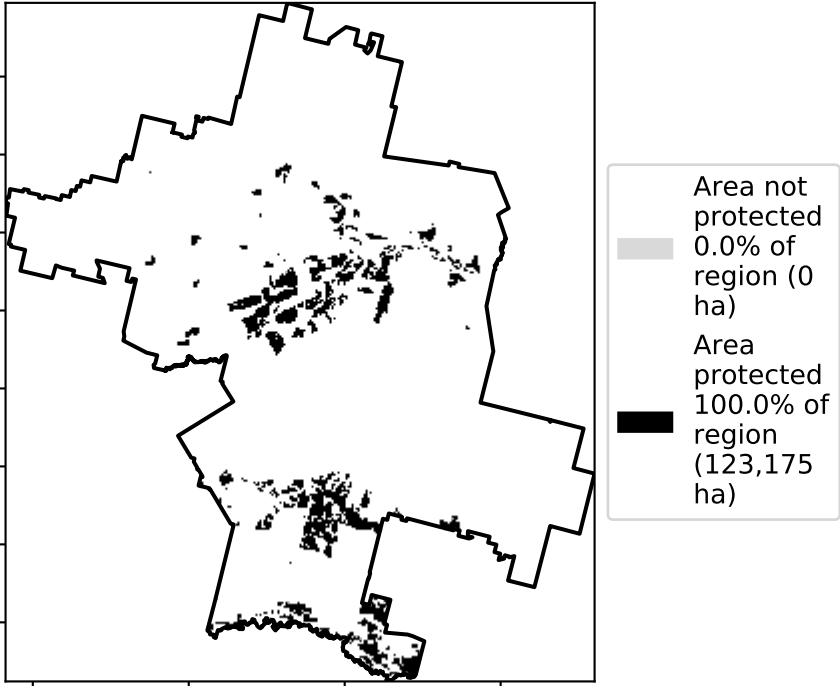 Area not
protected
0.0% of
region (0
ha)
Area
protected
100.0% of
region
(123,175
ha)